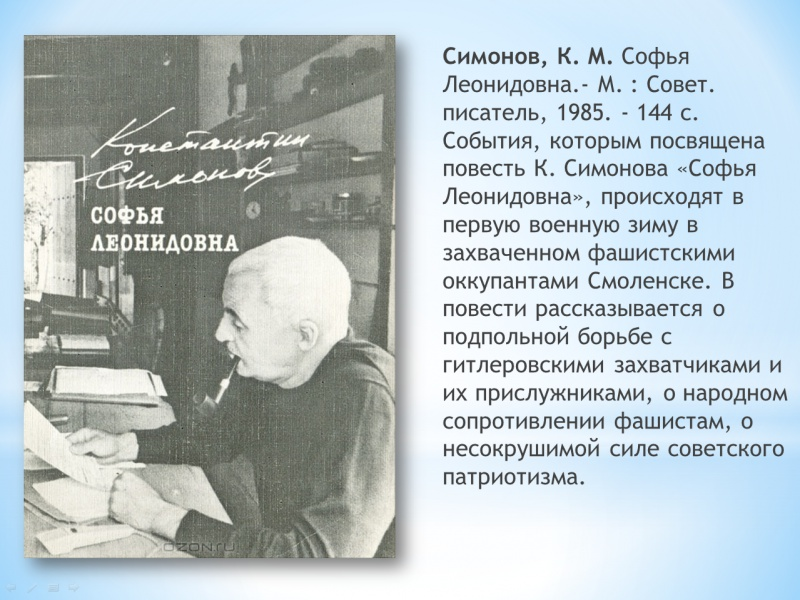 Константин
Симонов
СОФЬЯ
ЛЕОНИДОВНА
ozon.ru
Симонов, К. М. Софья
Леонидовна.- М. : Совет.
писатель, 1985. - 144 с.
События, которым посвящена
повесть К. Симонова «Софья
Леонидовна», происходят в
первую военную зиму в
захваченном фашистскими
оккупантами Смоленске. В
повести рассказывается о
подпольной борьбе с
гитлеровскими захватчиками и
их прислужниками, о народном
сопротивлении фашистам, о
несокрушимой силе советского
патриотизма.